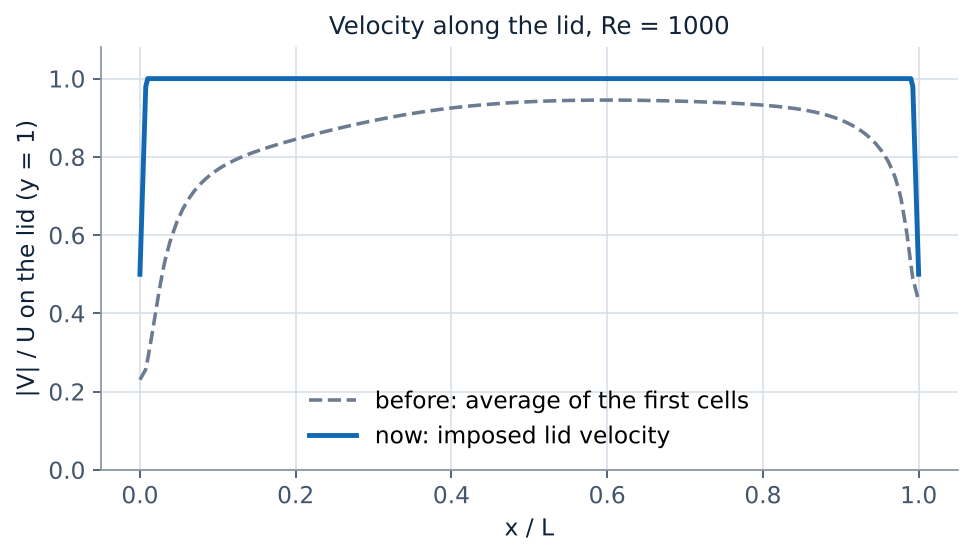 Velocity along the lid, Re = 1000
|V| / U on the lid (y = 1)
1.0
0.8
0.6
0.4
0.2
0.0
before: average of the first cells
now: imposed lid velocity
0.0 0.2 0.4 0.6 0.8 1.0
x / L